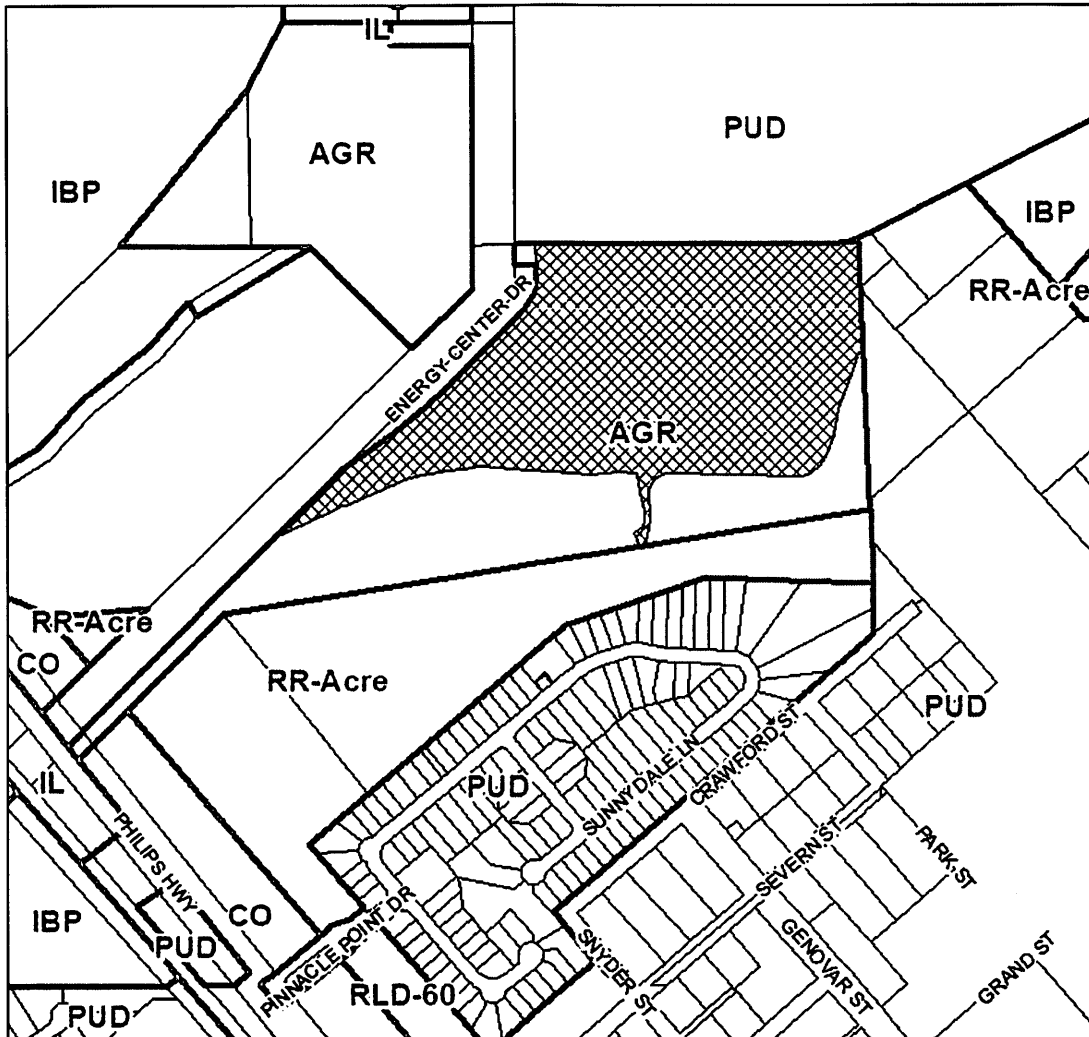 IL
PUD
AGR
IBP
IBP
RR-Acre
ENERGY-CENTER-DR
AGR
RR-Acre
CO
RR-Acre
PUD
PUD
SUNNY DALE LN
CRAWFORD ST
IL
PHILIPS HWY
SEVERN ST
PARK ST
IBP
CO
PUD
PINNACLE POINT DR
SNYDER ST
GENOVAR ST
GRAND ST
RLD-60
PUD